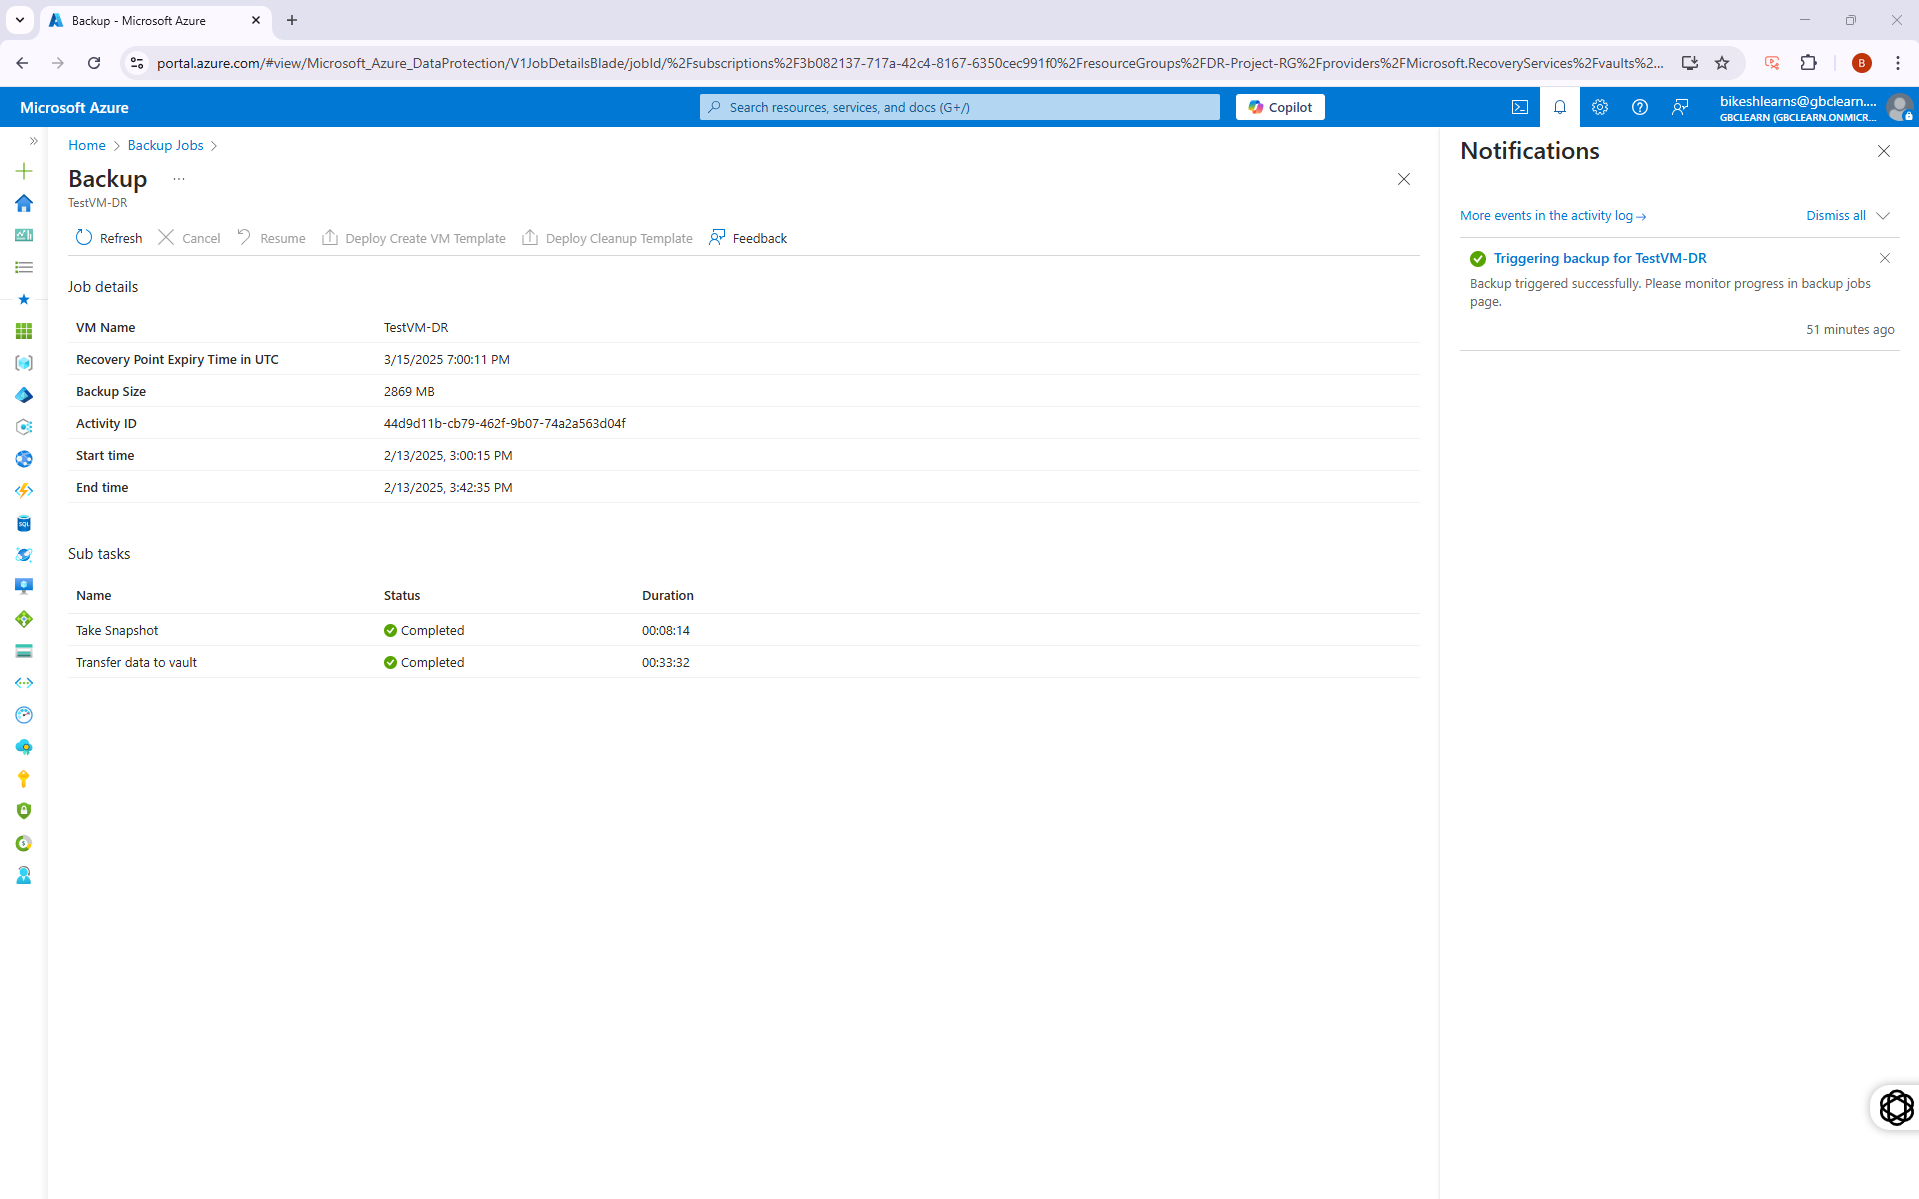 Backup - Microsoft Azure
portal.azure.com/#view/Microsoft_Azure_DataProtection/V1JobDetailsBlade/jobId/%2Fsubscriptions%2F3b082137-717a-42c4-8167-6350cec991f0%2FresourceGroups%2FDR-Project-RG%2Fproviders%2FMicrosoft.RecoveryServices%2Fvaults%2...
B
Microsoft Azure
Search resources, services, and docs (G+/)
Copilot
bikeshlearns@gbclearn....
GBCLEARN (GBCLEARN.ONMICR...
Home > Backup Jobs >
Backup ...
TestVM-DR
Refresh
Cancel
Resume
Deploy Create VM Template
Deploy Cleanup Template
Feedback
Job details
VM Name TestVM-DR
Recovery Point Expiry Time in UTC 3/15/2025 7:00:11 PM
Backup Size 2869 MB
Activity ID 44d9d11b-cb79-462f-9b07-74a2a563d04f
Start time 2/13/2025, 3:00:15 PM
End time 2/13/2025, 3:42:35 PM
Sub tasks
Name Status Duration
Take Snapshot Completed 00:08:14
Transfer data to vault Completed 00:33:32
Notifications
More events in the activity log →
Dismiss all
Triggering backup for TestVM-DR
Backup triggered successfully. Please monitor progress in backup jobs
page.
51 minutes ago
SQL